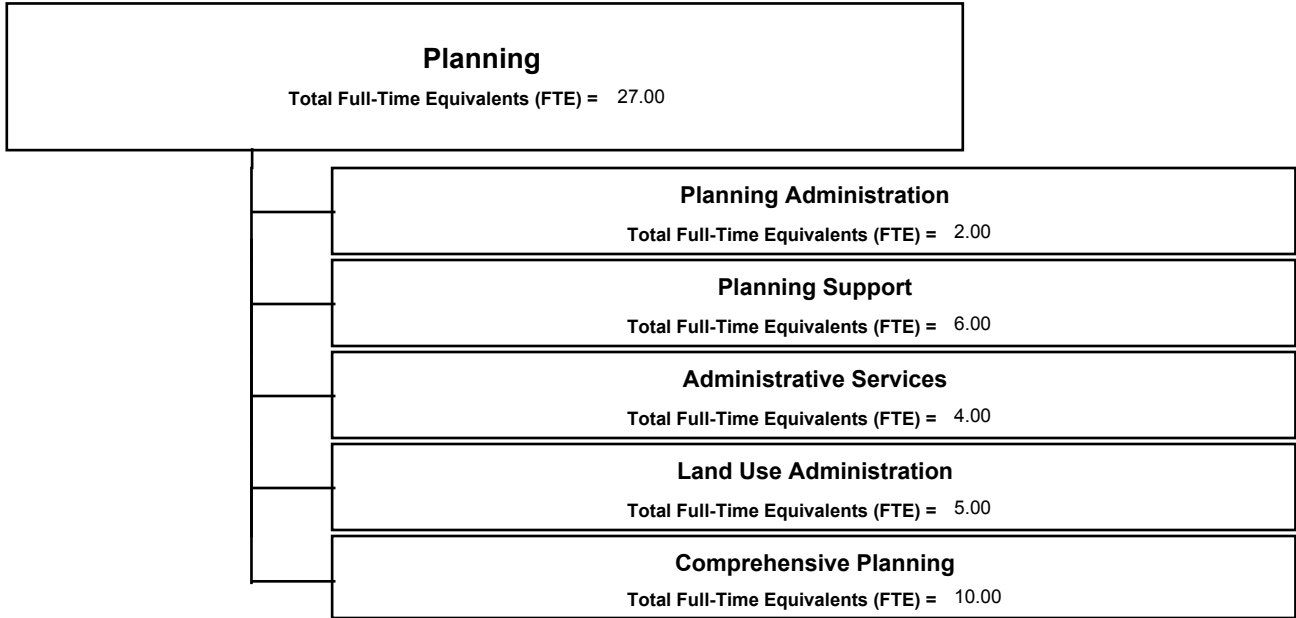 Planning
Total Full-Time Equivalents (FTE) = 27.00
Planning Administration
Total Full-Time Equivalents (FTE) = 2.00
Planning Support
Total Full-Time Equivalents (FTE) = 6.00
Administrative Services
Total Full-Time Equivalents (FTE) = 4.00
Land Use Administration
Total Full-Time Equivalents (FTE) = 5.00
Comprehensive Planning
Total Full-Time Equivalents (FTE) = 10.00